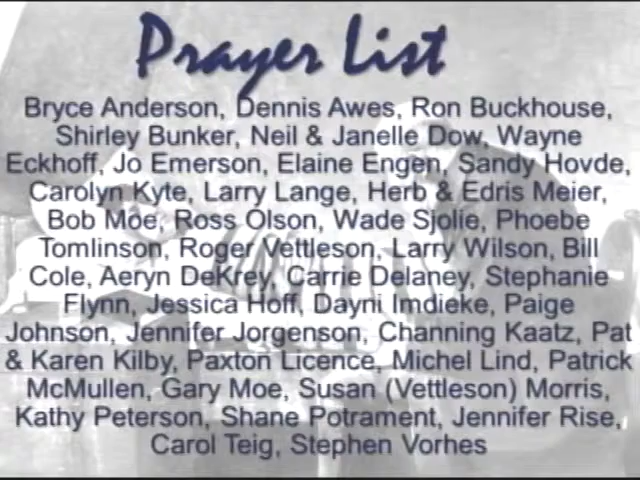 Prayer List
Bryce Anderson, Dennis Awes, Ron Buckhouse,
Shirley Bunker, Neil & Janelle Dow, Wayne
Eckhoff, Jo Emerson, Elaine Engen, Sandy Hovde,
Carolyn Kyte, Larry Lange, Herb & Edris Meier,
Bob Moe, Ross Olson, Wade Sjolie, Phoebe
Tomlinson, Roger Vettleson, Larry Wilson, Bill
Cole, Aeryn DeKrey, Carrie Delaney, Stephanie
Flynn, Jessica Hoff, Dayni Imdieke, Paige
Johnson, Jennifer Jorgenson, Channing Kaatz, Pat
& Karen Kilby, Paxton Licence, Michel Lind, Patrick
McMullen, Gary Moe, Susan (Vettleson) Morris,
Kathy Peterson, Shane Potrament, Jennifer Rise,
Carol Teig, Stephen Vorhes